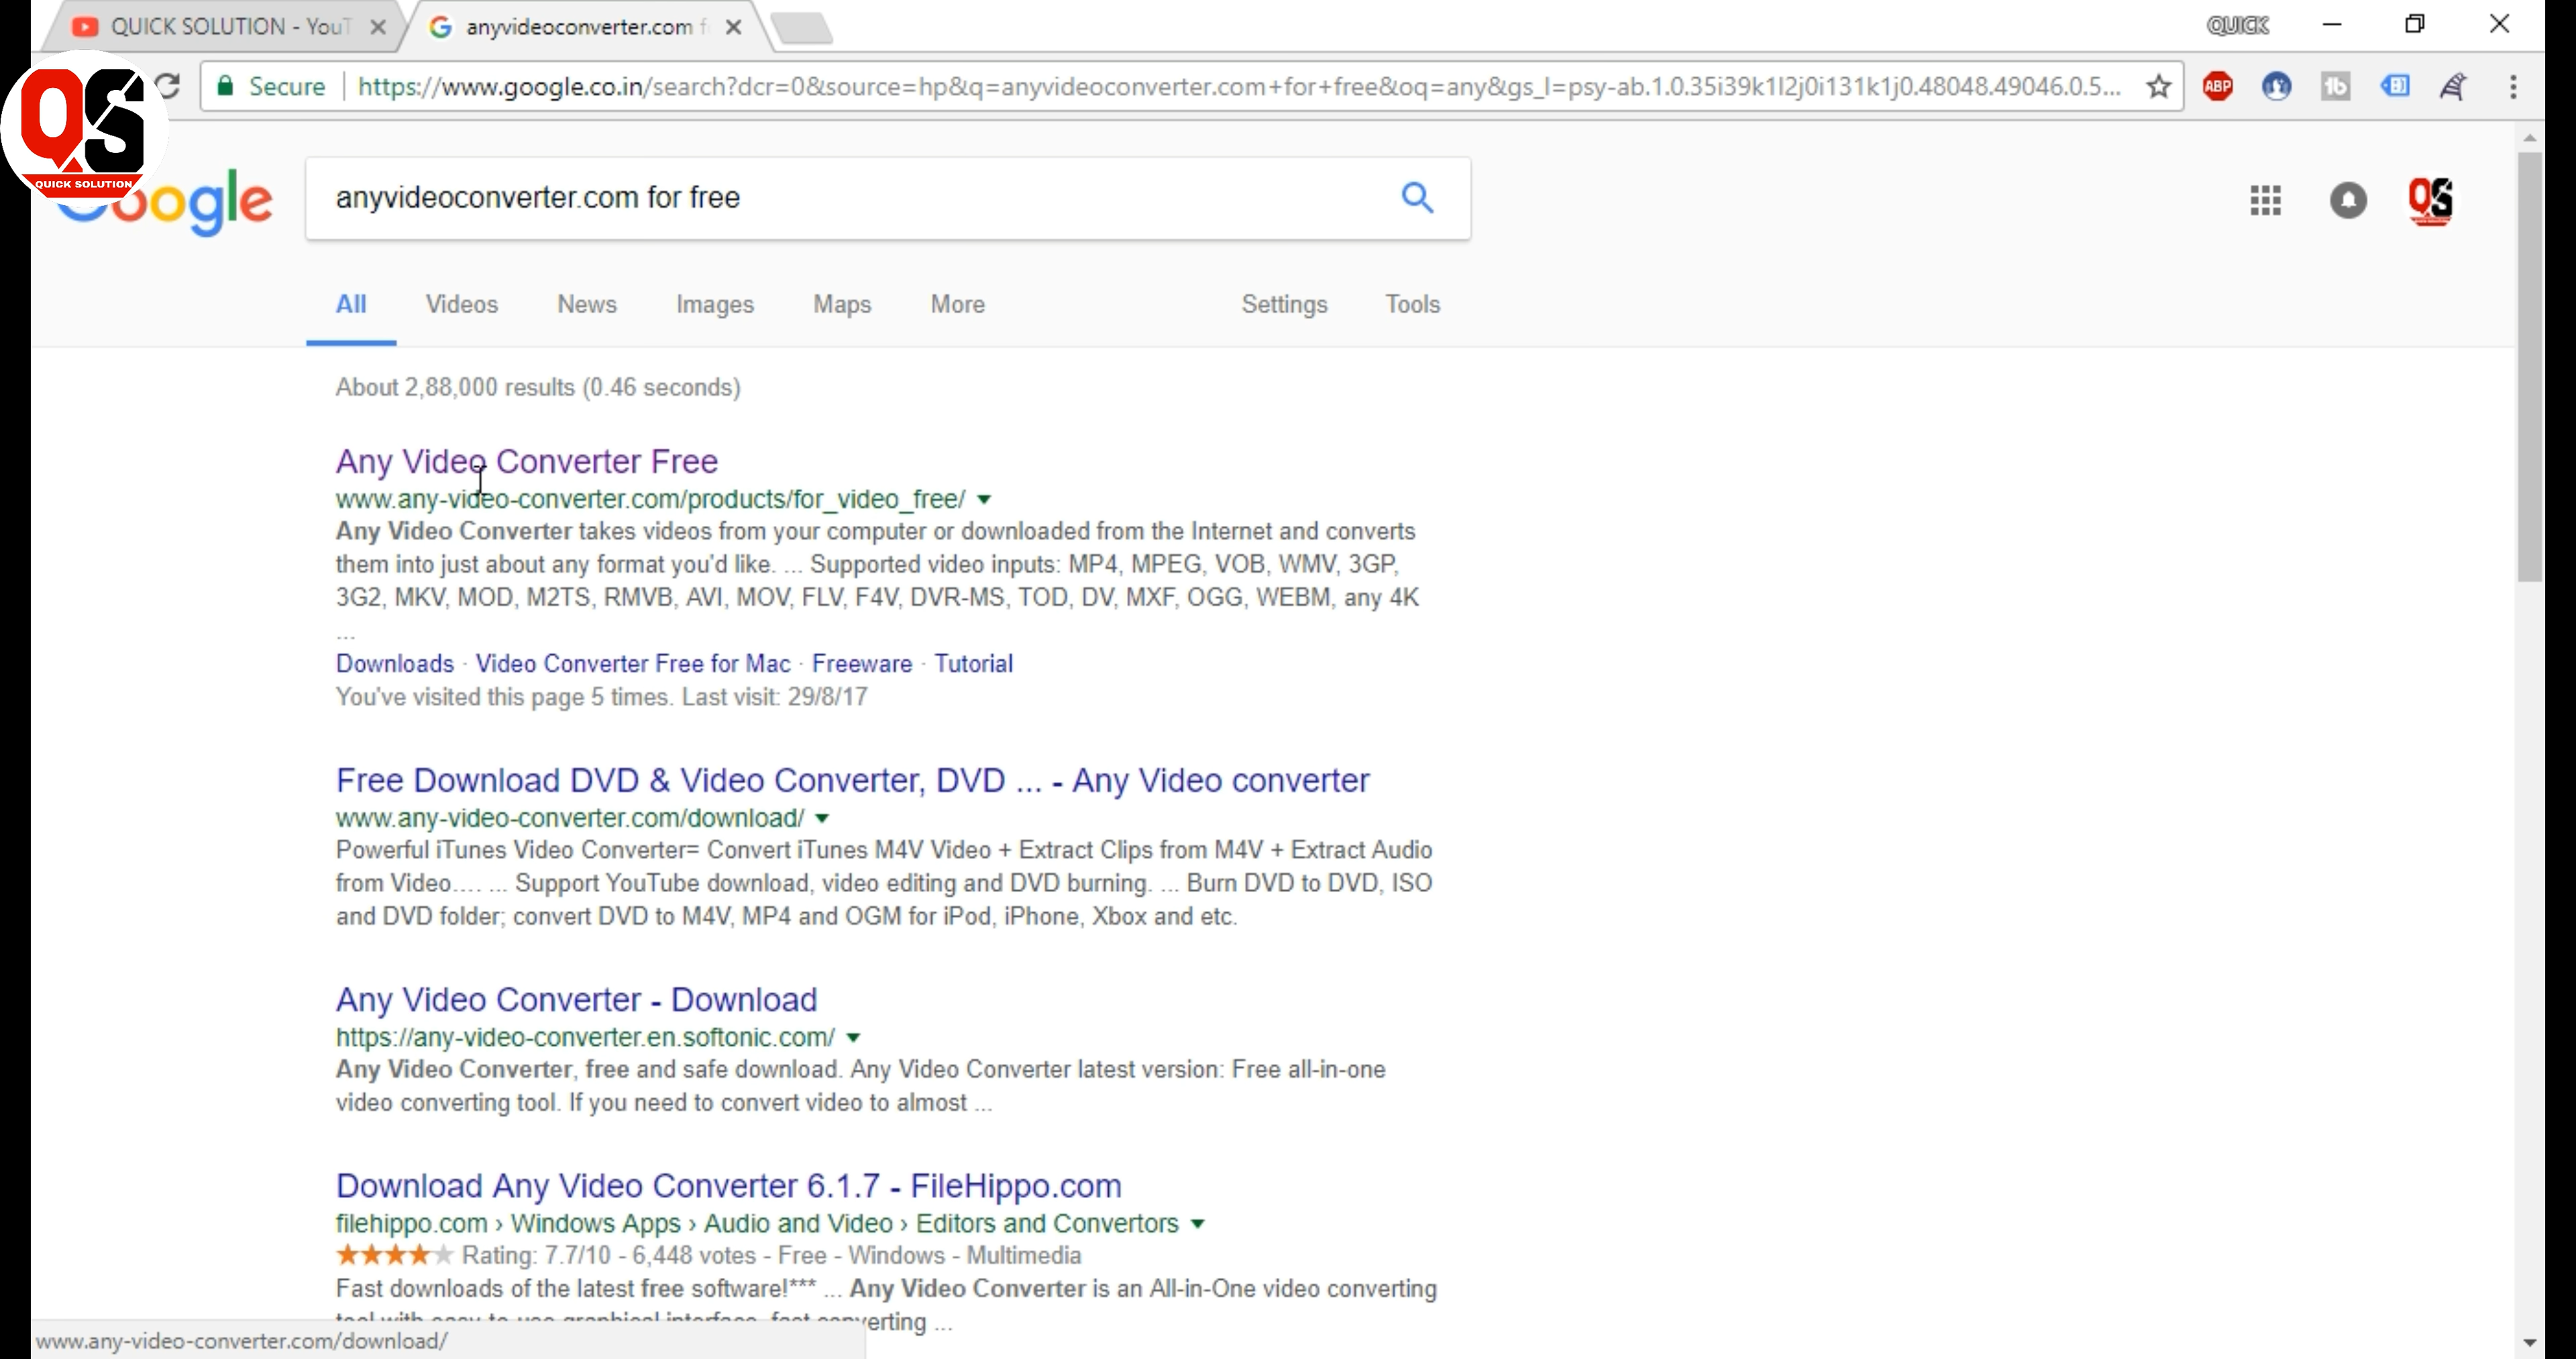 QUICK SOLUTION - YouT
anyvideoconverter.com f
QUICK
Secure
https://www.google.co.in/search?dcr=0&source=hp&q=anyvideoconverter.com+for+free&oq=any&gs_l=psy-ab.1.0.35i39k1l2j0i131k1j0.48048.49046.0.5...
ABP
QS
QUICK SOLUTION
Google
anyvideoconverter.com for free
QS
All Videos News Images Maps More Settings Tools
About 2,88,000 results (0.46 seconds)
Any Video Converter Free
www.any-video-converter.com/products/for_video_free/
Any Video Converter takes videos from your computer or downloaded from the Internet and converts
them into just about any format you'd like. ... Supported video inputs: MP4, MPEG, VOB, WMV, 3GP,
3G2, MKV, MOD, M2TS, RMVB, AVI, MOV, FLV, F4V, DVR-MS, TOD, DV, MXF, OGG, WEBM, any 4K
...
Downloads · Video Converter Free for Mac · Freeware · Tutorial
You've visited this page 5 times. Last visit: 29/8/17
Free Download DVD & Video Converter, DVD ... - Any Video converter
www.any-video-converter.com/download/
Powerful iTunes Video Converter= Convert iTunes M4V Video + Extract Clips from M4V + Extract Audio
from Video.... ... Support YouTube download, video editing and DVD burning. ... Burn DVD to DVD, ISO
and DVD folder; convert DVD to M4V, MP4 and OGM for iPod, iPhone, Xbox and etc.
Any Video Converter - Download
https://any-video-converter.en.softonic.com/
Any Video Converter, free and safe download. Any Video Converter latest version: Free all-in-one
video converting tool. If you need to convert video to almost ...
Download Any Video Converter 6.1.7 - FileHippo.com
filehippo.com › Windows Apps › Audio and Video › Editors and Convertors
Rating: 7.7/10 - 6,448 votes - Free - Windows - Multimedia
Fast downloads of the latest free software!*** ... Any Video Converter is an All-in-One video converting
tool with easy-to-use graphical interface, fast converting ...
www.any-video-converter.com/download/